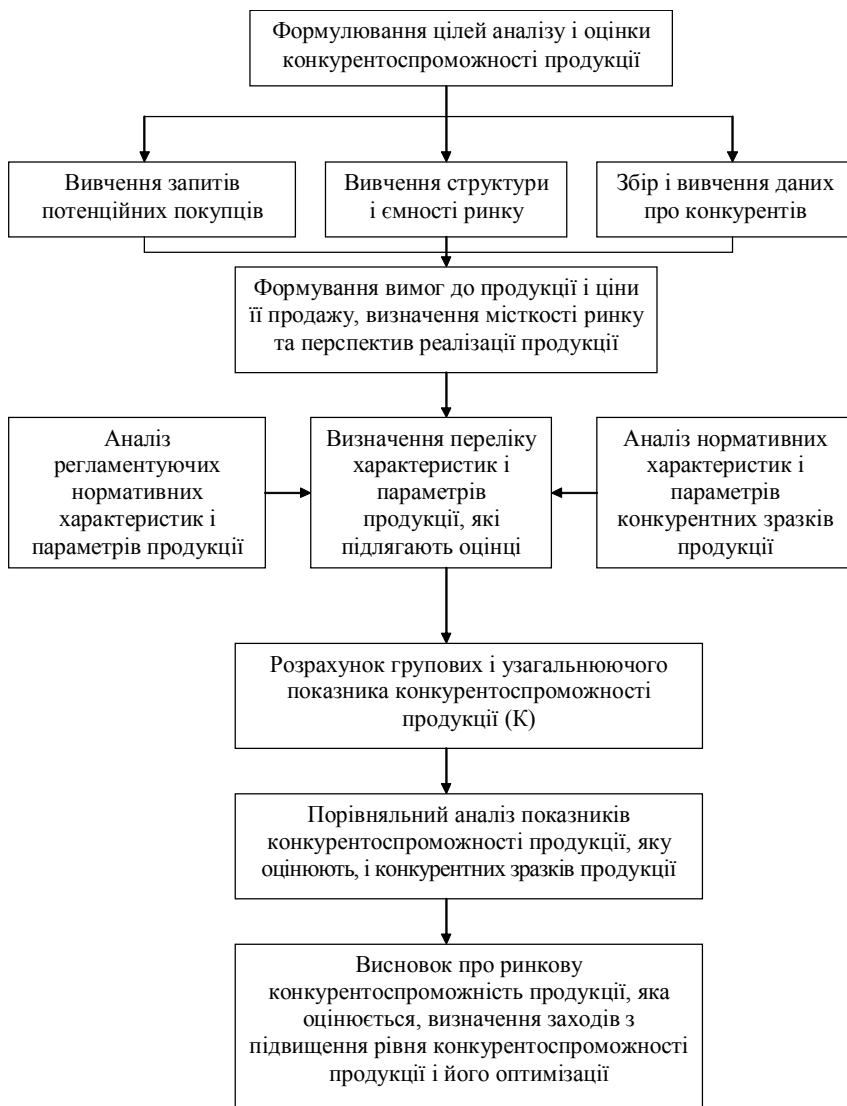 Формулювання цілей аналізу і оцінки
конкурентоспроможності продукції
Вивчення запитів
потенційних покупців
Вивчення структури
і ємності ринку
Збір і вивчення даних
про конкурентів
Формування вимог до продукції і ціни
її продажу, визначення місткості ринку
та перспектив реалізації продукції
Аналіз
регламентуючих
нормативних
характеристик і
параметрів продукції
Визначення переліку
характеристик і
параметрів
продукції, які
підлягають оцінці
Аналіз нормативних
характеристик і
параметрів
конкурентних зразків
продукції
Розрахунок групових і узагальнюючого
показника конкурентоспроможності
продукції (К)
Порівняльний аналіз показників
конкурентоспроможності продукції, яку
оцінюють, і конкурентних зразків продукції
Висновок про ринкову
конкурентоспроможність продукції, яка
оцінюється, визначення заходів з
підвищення рівня конкурентоспроможності
продукції і його оптимізації